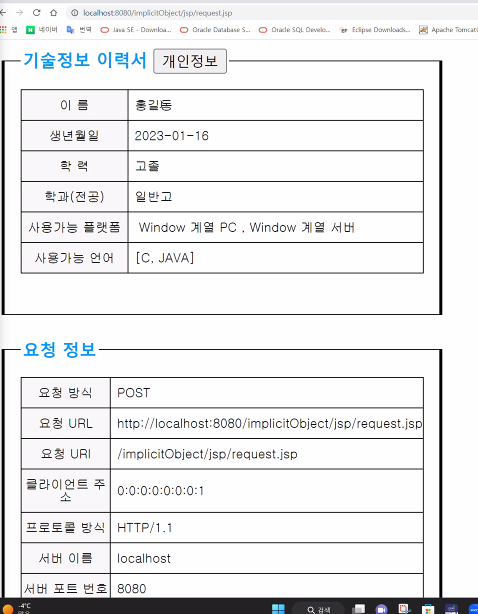 localhost:8080/implicitObject/jsp/request.jsp
앱 네이버 번역 Java SE - Downloa... Oracle Database S... Oracle SQL Develo... Eclipse Downloads... Apache Tomcat
기술정보 이력서 개인정보
이 름 홍길동
생년월일 2023-01-16
학 력 고졸
학과(전공) 일반고
사용가능 플랫폼 Window 계열 PC , Window 계열 서버
사용가능 언어 [C, JAVA]
요청 정보
요청 방식 POST
요청 URL http://localhost:8080/implicitObject/jsp/request.jsp
요청 URI /implicitObject/jsp/request.jsp
클라이언트 주
소 0:0:0:0:0:0:0:1
프로토콜 방식 HTTP/1.1
서버 이름 localhost
서버 포트 번호 8080
-4°C
검색